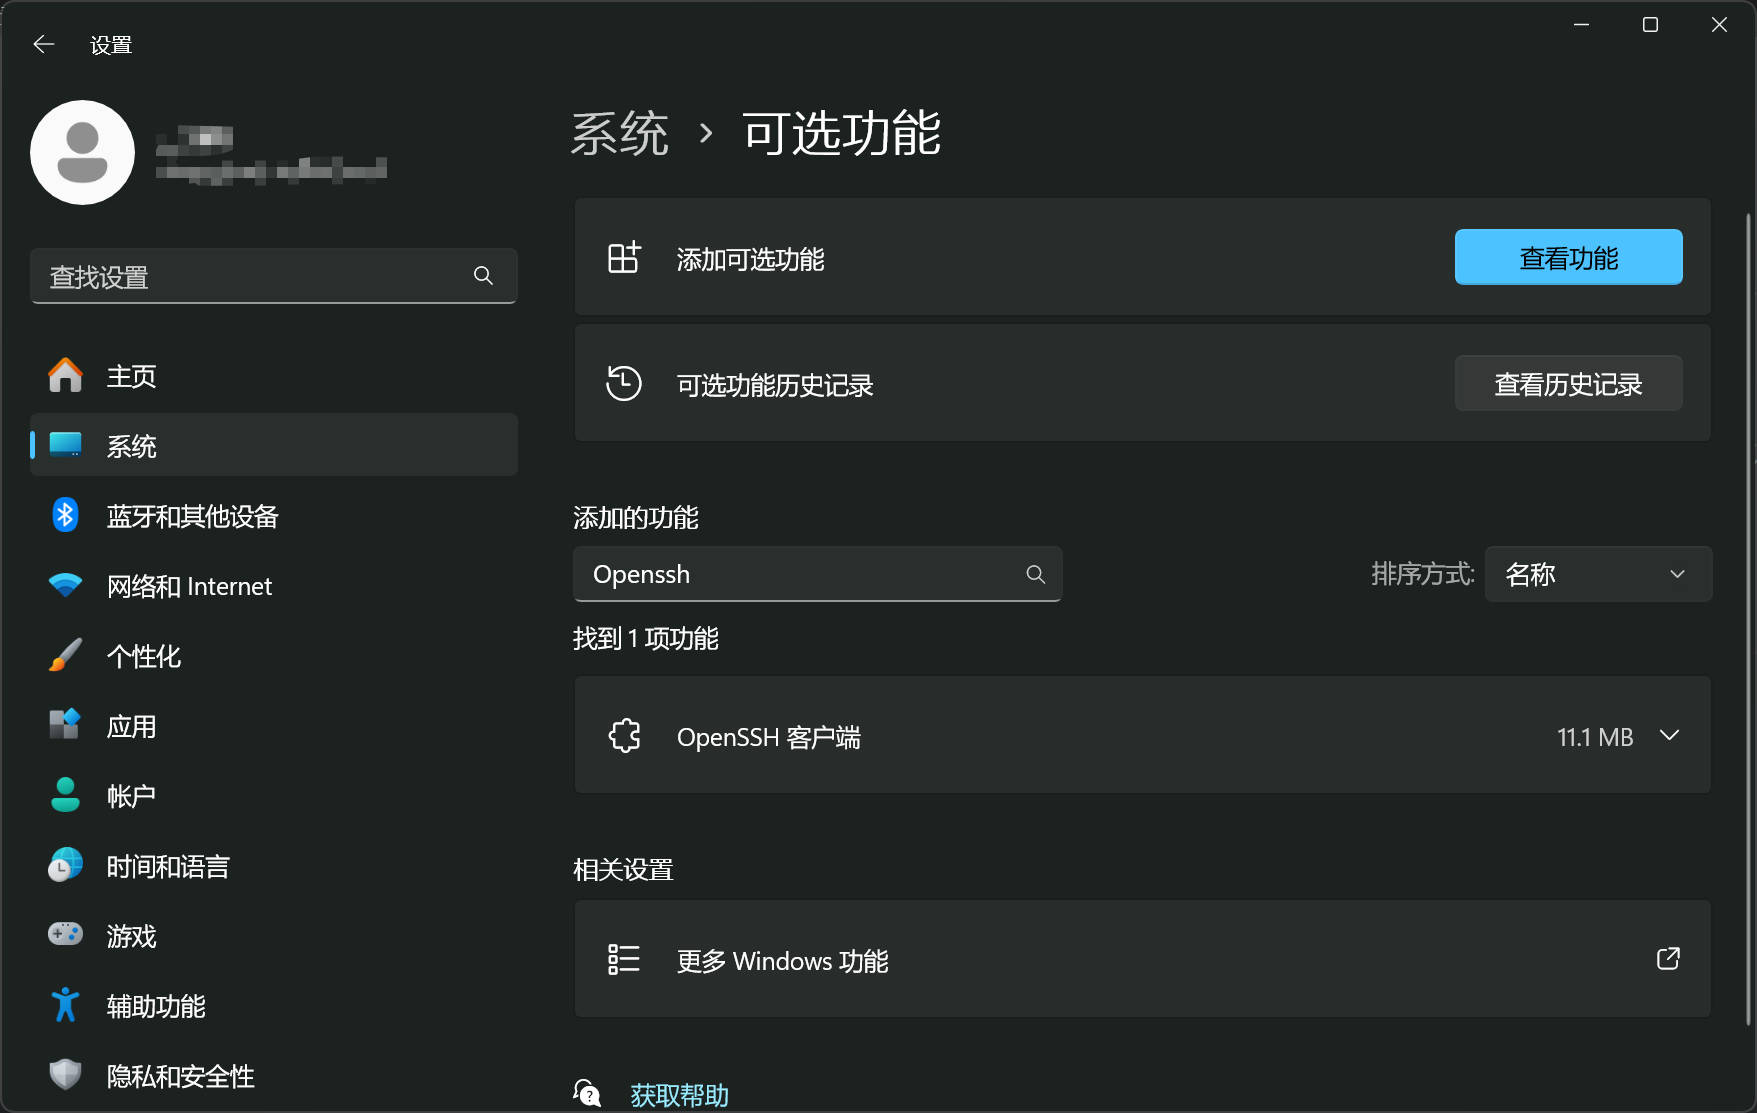 设置
查找设置
主页
系统
蓝牙和其他设备
网络和 Internet
个性化
应用
帐户
时间和语言
游戏
辅助功能
隐私和安全性
系统 › 可选功能
添加可选功能
查看功能
可选功能历史记录
查看历史记录
添加的功能
Openssh
排序方式: 名称
找到 1 项功能
OpenSSH 客户端
11.1 MB
相关设置
更多 Windows 功能
获取帮助